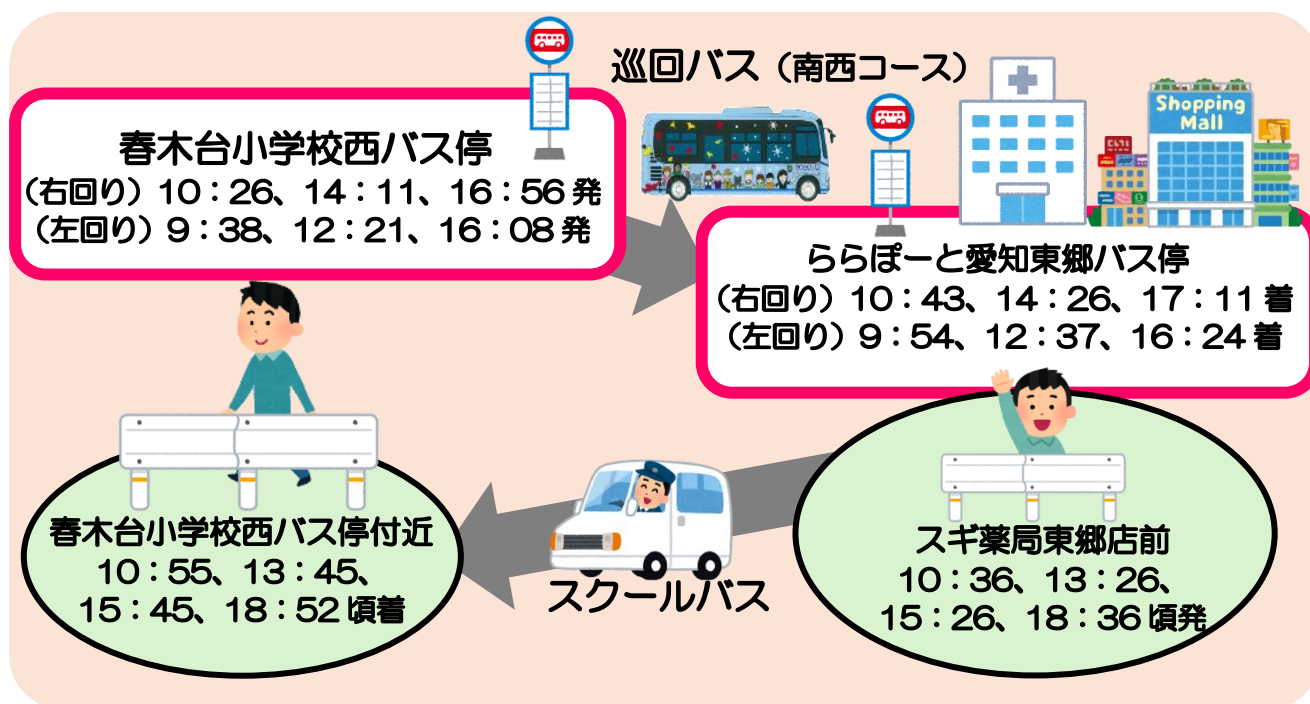 巡回バス（南西コース）
春木台小学校西バス停
（右回り）10：26、14：11、16：56 発
（左回り）9：38、12：21、16：08 発
Shopping
Mall
ららぽーと愛知東郷バス停
（右回り）10：43、14：26、17：11 着
（左回り）9：54、12：37、16：24 着
スギ薬局東郷店前
10：36、13：26、
15：26、18：36 頃発
スクールバス
春木台小学校西バス停付近
10：55、13：45、
15：45、18：52 頃着